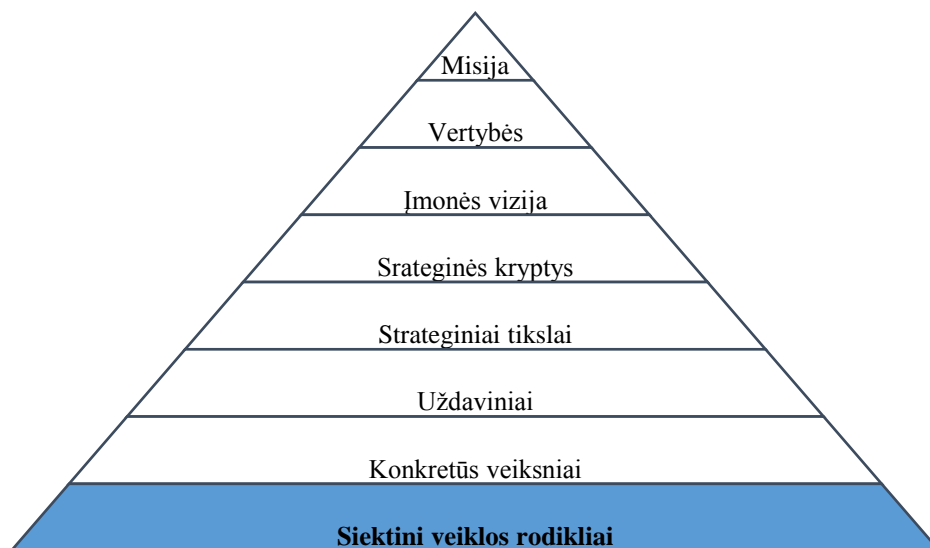 Misija
Vertybės
Įmonės vizija
Srateginės kryptys
Strateginiai tikslai
Uždaviniai
Konkretūs veiksniai
Siektini veiklos rodikliai